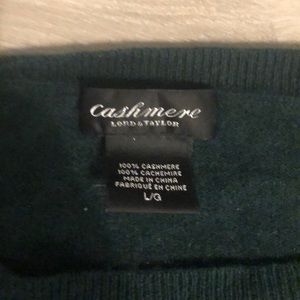 Cashmere
LORD & TAYLOR
100% CASHMERE
100% CACHEMIRE
MADE IN CHINA
FABRIQUÉ EN CHINE
L/G